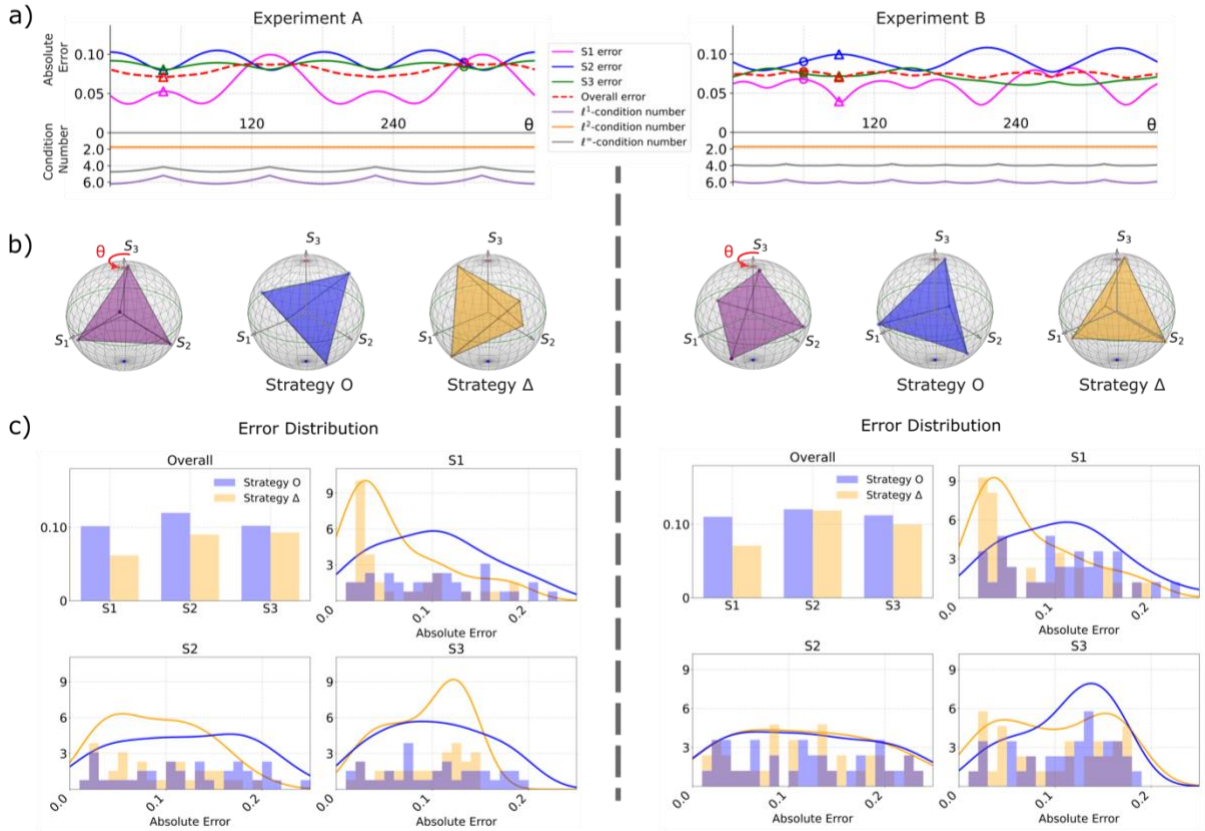 a)
Experiment A
Experiment B
Absolute
Error
0.10
0.05
0
120
240
θ
Condition
Number
2.0
4.0
6.0
S1 error
S2 error
S3 error
Overall error
ℓ¹-condition number
ℓ²-condition number
ℓ∞-condition number
0.10
0.05
0
120
240
θ
2.0
4.0
6.0
b)
θ
S₃
S₁
S₂
S₃
S₁
S₂
Strategy O
S₃
S₁
S₂
Strategy Δ
θ
S₃
S₁
S₂
S₃
S₁
S₂
Strategy O
S₃
S₁
S₂
Strategy Δ
c)
Error Distribution
Overall
Strategy O
Strategy Δ
0.10
0
S1
S2
S3
S1
9
6
3
0.0
0.1
0.2
Absolute Error
S2
9
6
3
0.0
0.1
0.2
Absolute Error
S3
9
6
3
0.0
0.1
0.2
Absolute Error
Error Distribution
Overall
Strategy O
Strategy Δ
0.10
0
S1
S2
S3
S1
9
6
3
0.0
0.1
0.2
Absolute Error
S2
9
6
3
0.0
0.1
0.2
Absolute Error
S3
9
6
3
0.0
0.1
0.2
Absolute Error